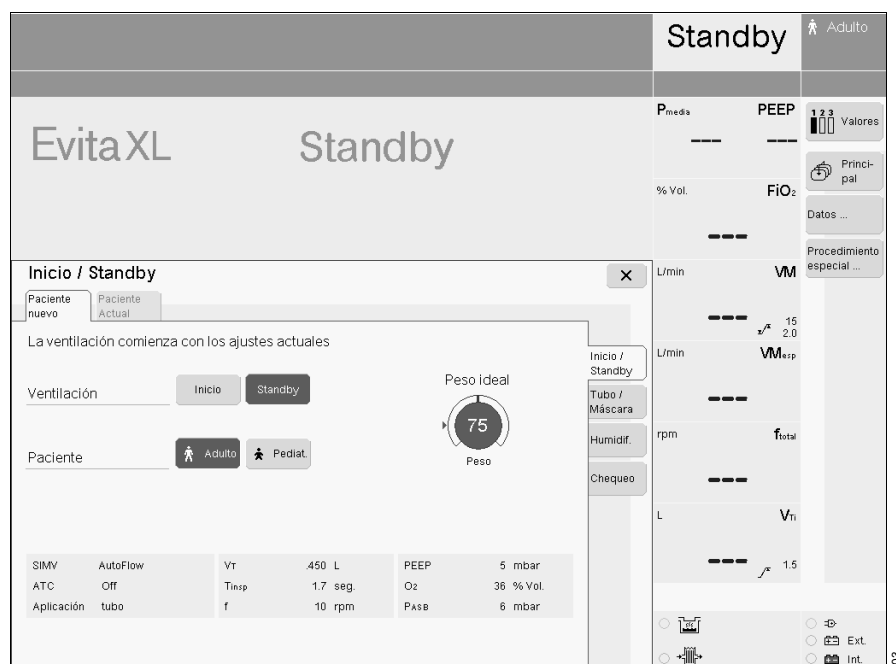 Standby
Adulto
Evita XL Standby
Pmedia PEEP
--- ---
1 2 3 Valores
Princi-
pal
% Vol. FiO2
---
Datos ...
Procedimiento
especial ...
Inicio / Standby
Paciente
nuevo
Paciente
Actual
La ventilación comienza con los ajustes actuales
Ventilación Inicio Standby
Paciente Adulto Pediat.
Peso ideal
75
Peso
Inicio /
Standby
Tubo /
Máscara
Humidif.
Chequeo
L/min VM
--- 15
2.0
L/min VMesp
---
rpm ftotal
---
L VTi
--- 1.5
SIMV AutoFlow VT .450 L PEEP 5 mbar
ATC Off Tinsp 1.7 seg. O2 36 % Vol.
Aplicación tubo f 10 rpm PASB 6 mbar
Ext.
Int.